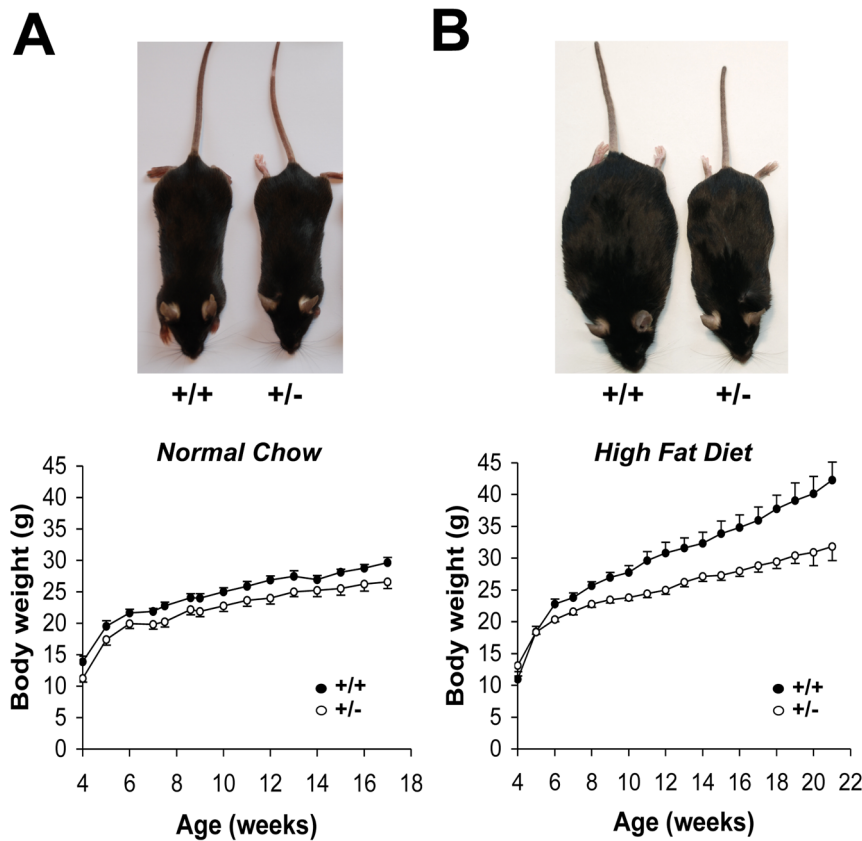 A
B
+/+ +/-
+/+ +/-
Normal Chow
45
40
35
30
25
20
15
10
5
0
Body weight (g)
+/+
+/-
4 6 8 10 12 14 16 18
Age (weeks)
High Fat Diet
45
40
35
30
25
20
15
10
5
0
Body weight (g)
+/+
+/-
4 6 8 10 12 14 16 18 20 22
Age (weeks)